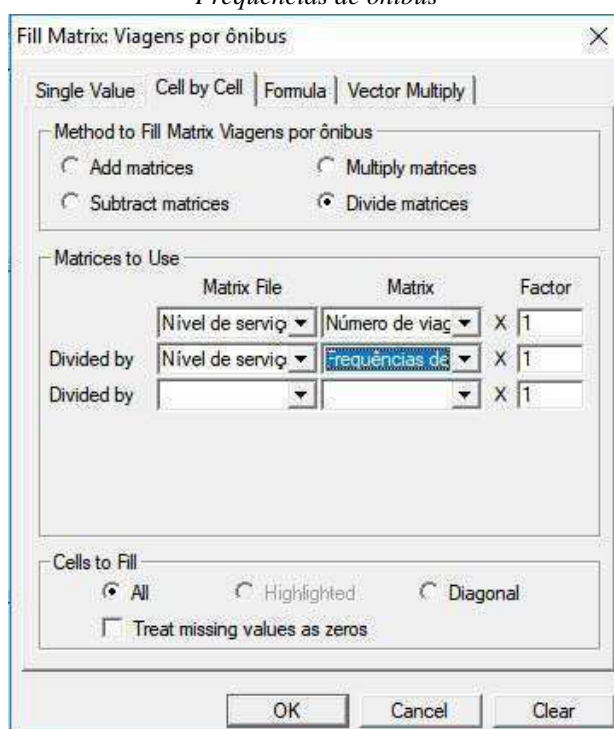 Frequências de ônibus
Fill Matrix: Viagens por ônibus
Single Value Cell by Cell Formula Vector Multiply
Method to Fill Matrix Viagens por ônibus
Add matrices Multiply matrices
Subtract matrices Divide matrices
Matrices to Use
Matrix File Matrix Factor
Nível de serviç Número de viag X 1
Divided by Nível de serviç Frequências de X 1
Divided by X 1
Cells to Fill
All Highlighted Diagonal
Treat missing values as zeros
OK Cancel Clear